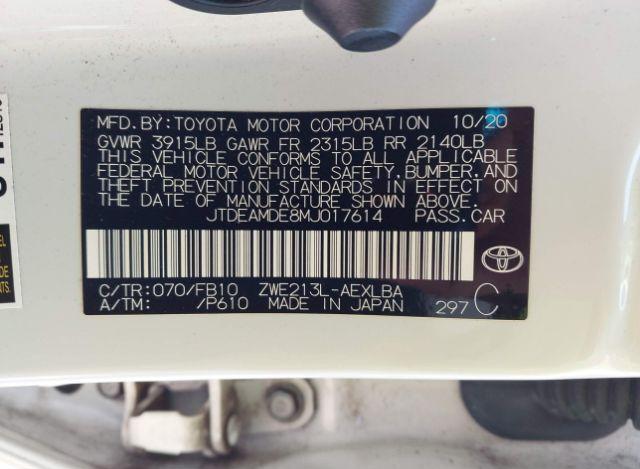 MFD.BY:TOYOTA MOTOR CORPORATION 10/20
GVWR 3915LB GAWR FR 2315LB RR 2140LB
THIS VEHICLE CONFORMS TO ALL APPLICABLE
FEDERAL MOTOR VEHICLE SAFETY,BUMPER,AND
THEFT PREVENTION STANDARDS IN EFFECT ON
THE DATE OF MANUFACTURE SHOWN ABOVE.
JTDEAMDE8MJ017614 PASS.CAR
C/TR:070/FB10 ZWE213L-AEXLBA
A/TM: /P610 MADE IN JAPAN 297 C